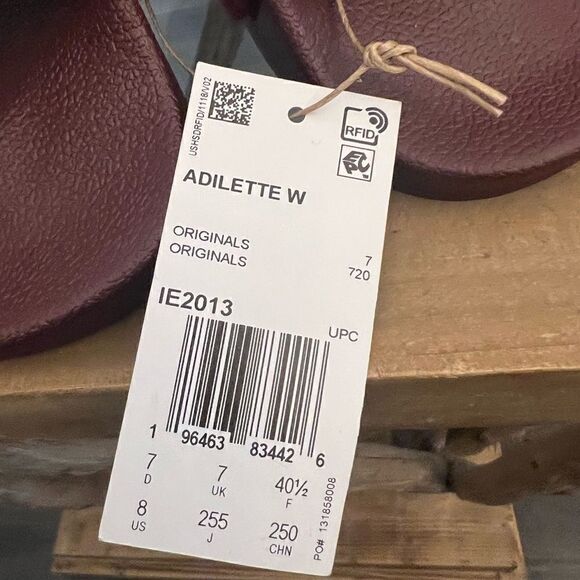 USHSDRFID/1118/V02
RFID
EPC
ADILETTE W
ORIGINALS 7
ORIGINALS 720
IE2013
UPC
1 96463 83442 6
7 7 40½
D UK F
8 255 250
US J CHN
PO# 131858008